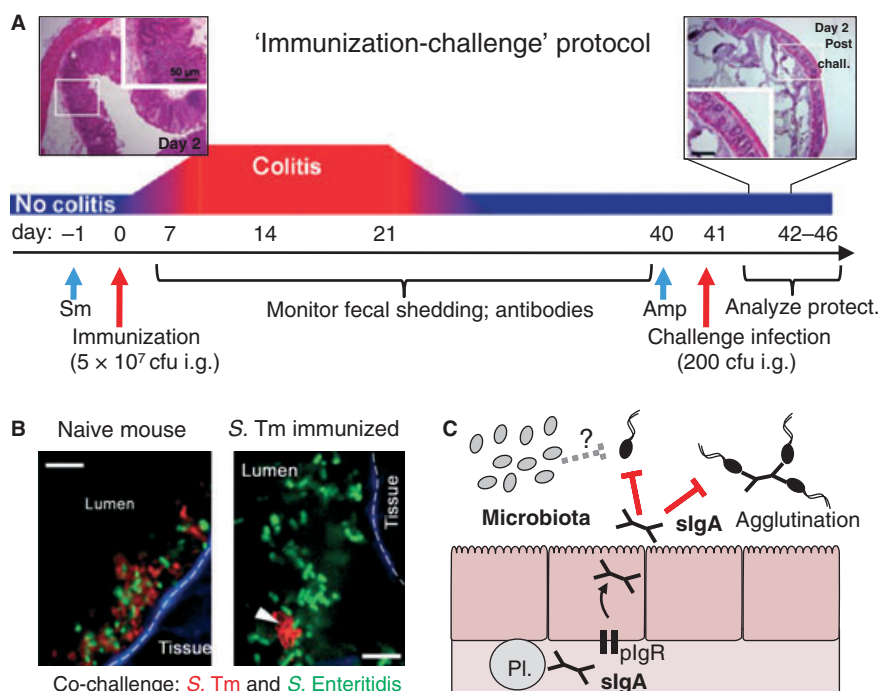 A
'Immunization-challenge' protocol
50 µm
Day 2
Day 2
Post
chall.
Colitis
No colitis
day: –1 0 7 14 21 40 41 42–46
Sm
Immunization
(5 × 10⁷ cfu i.g.)
Monitor fecal shedding; antibodies
Amp
Challenge infection
(200 cfu i.g.)
Analyze protect.
B
Naive mouse
S. Tm immunized
Lumen
Tissue
Lumen
Tissue
Co-challenge: S. Tm and S. Enteritidis
C
?
Microbiota
sIgA
Agglutination
pIgR
Pl.
sIgA